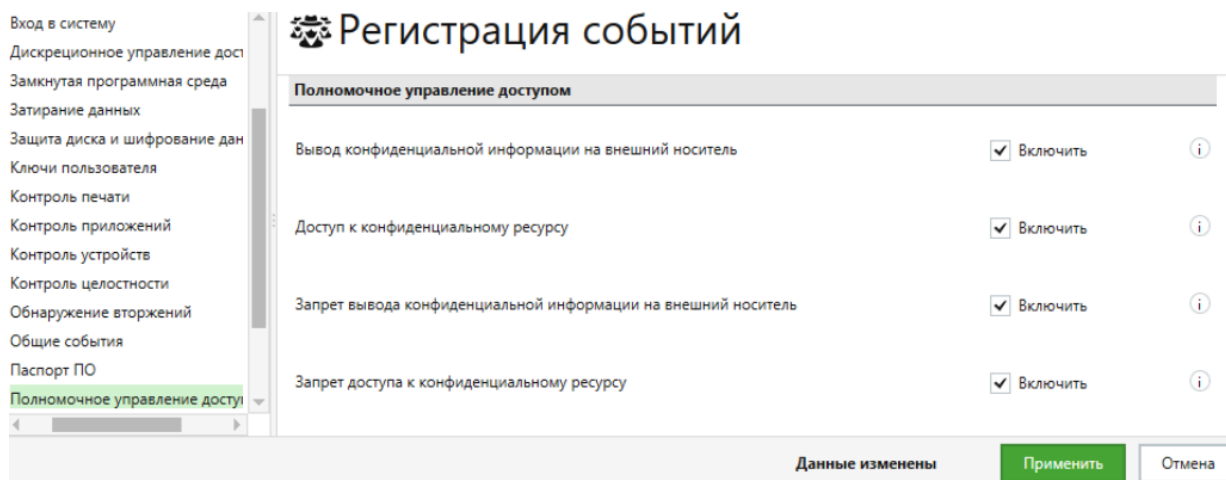 Вход в систему
Дискреционное управление дост
Замкнутая программная среда
Затирание данных
Защита диска и шифрование дан
Ключи пользователя
Контроль печати
Контроль приложений
Контроль устройств
Контроль целостности
Обнаружение вторжений
Общие события
Паспорт ПО
Полномочное управление доступ
Регистрация событий
Полномочное управление доступом
Вывод конфиденциальной информации на внешний носитель Включить
Доступ к конфиденциальному ресурсу Включить
Запрет вывода конфиденциальной информации на внешний носитель Включить
Запрет доступа к конфиденциальному ресурсу Включить
Данные изменены Применить Отмена